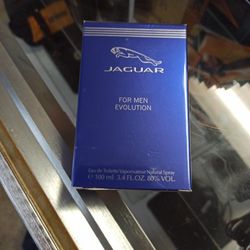 JAGUAR
FOR MEN
EVOLUTION
Eau de Toilette Vaporisateur Natural Spray
℮ 100 ml 3.4 FL.OZ. 80% VOL.